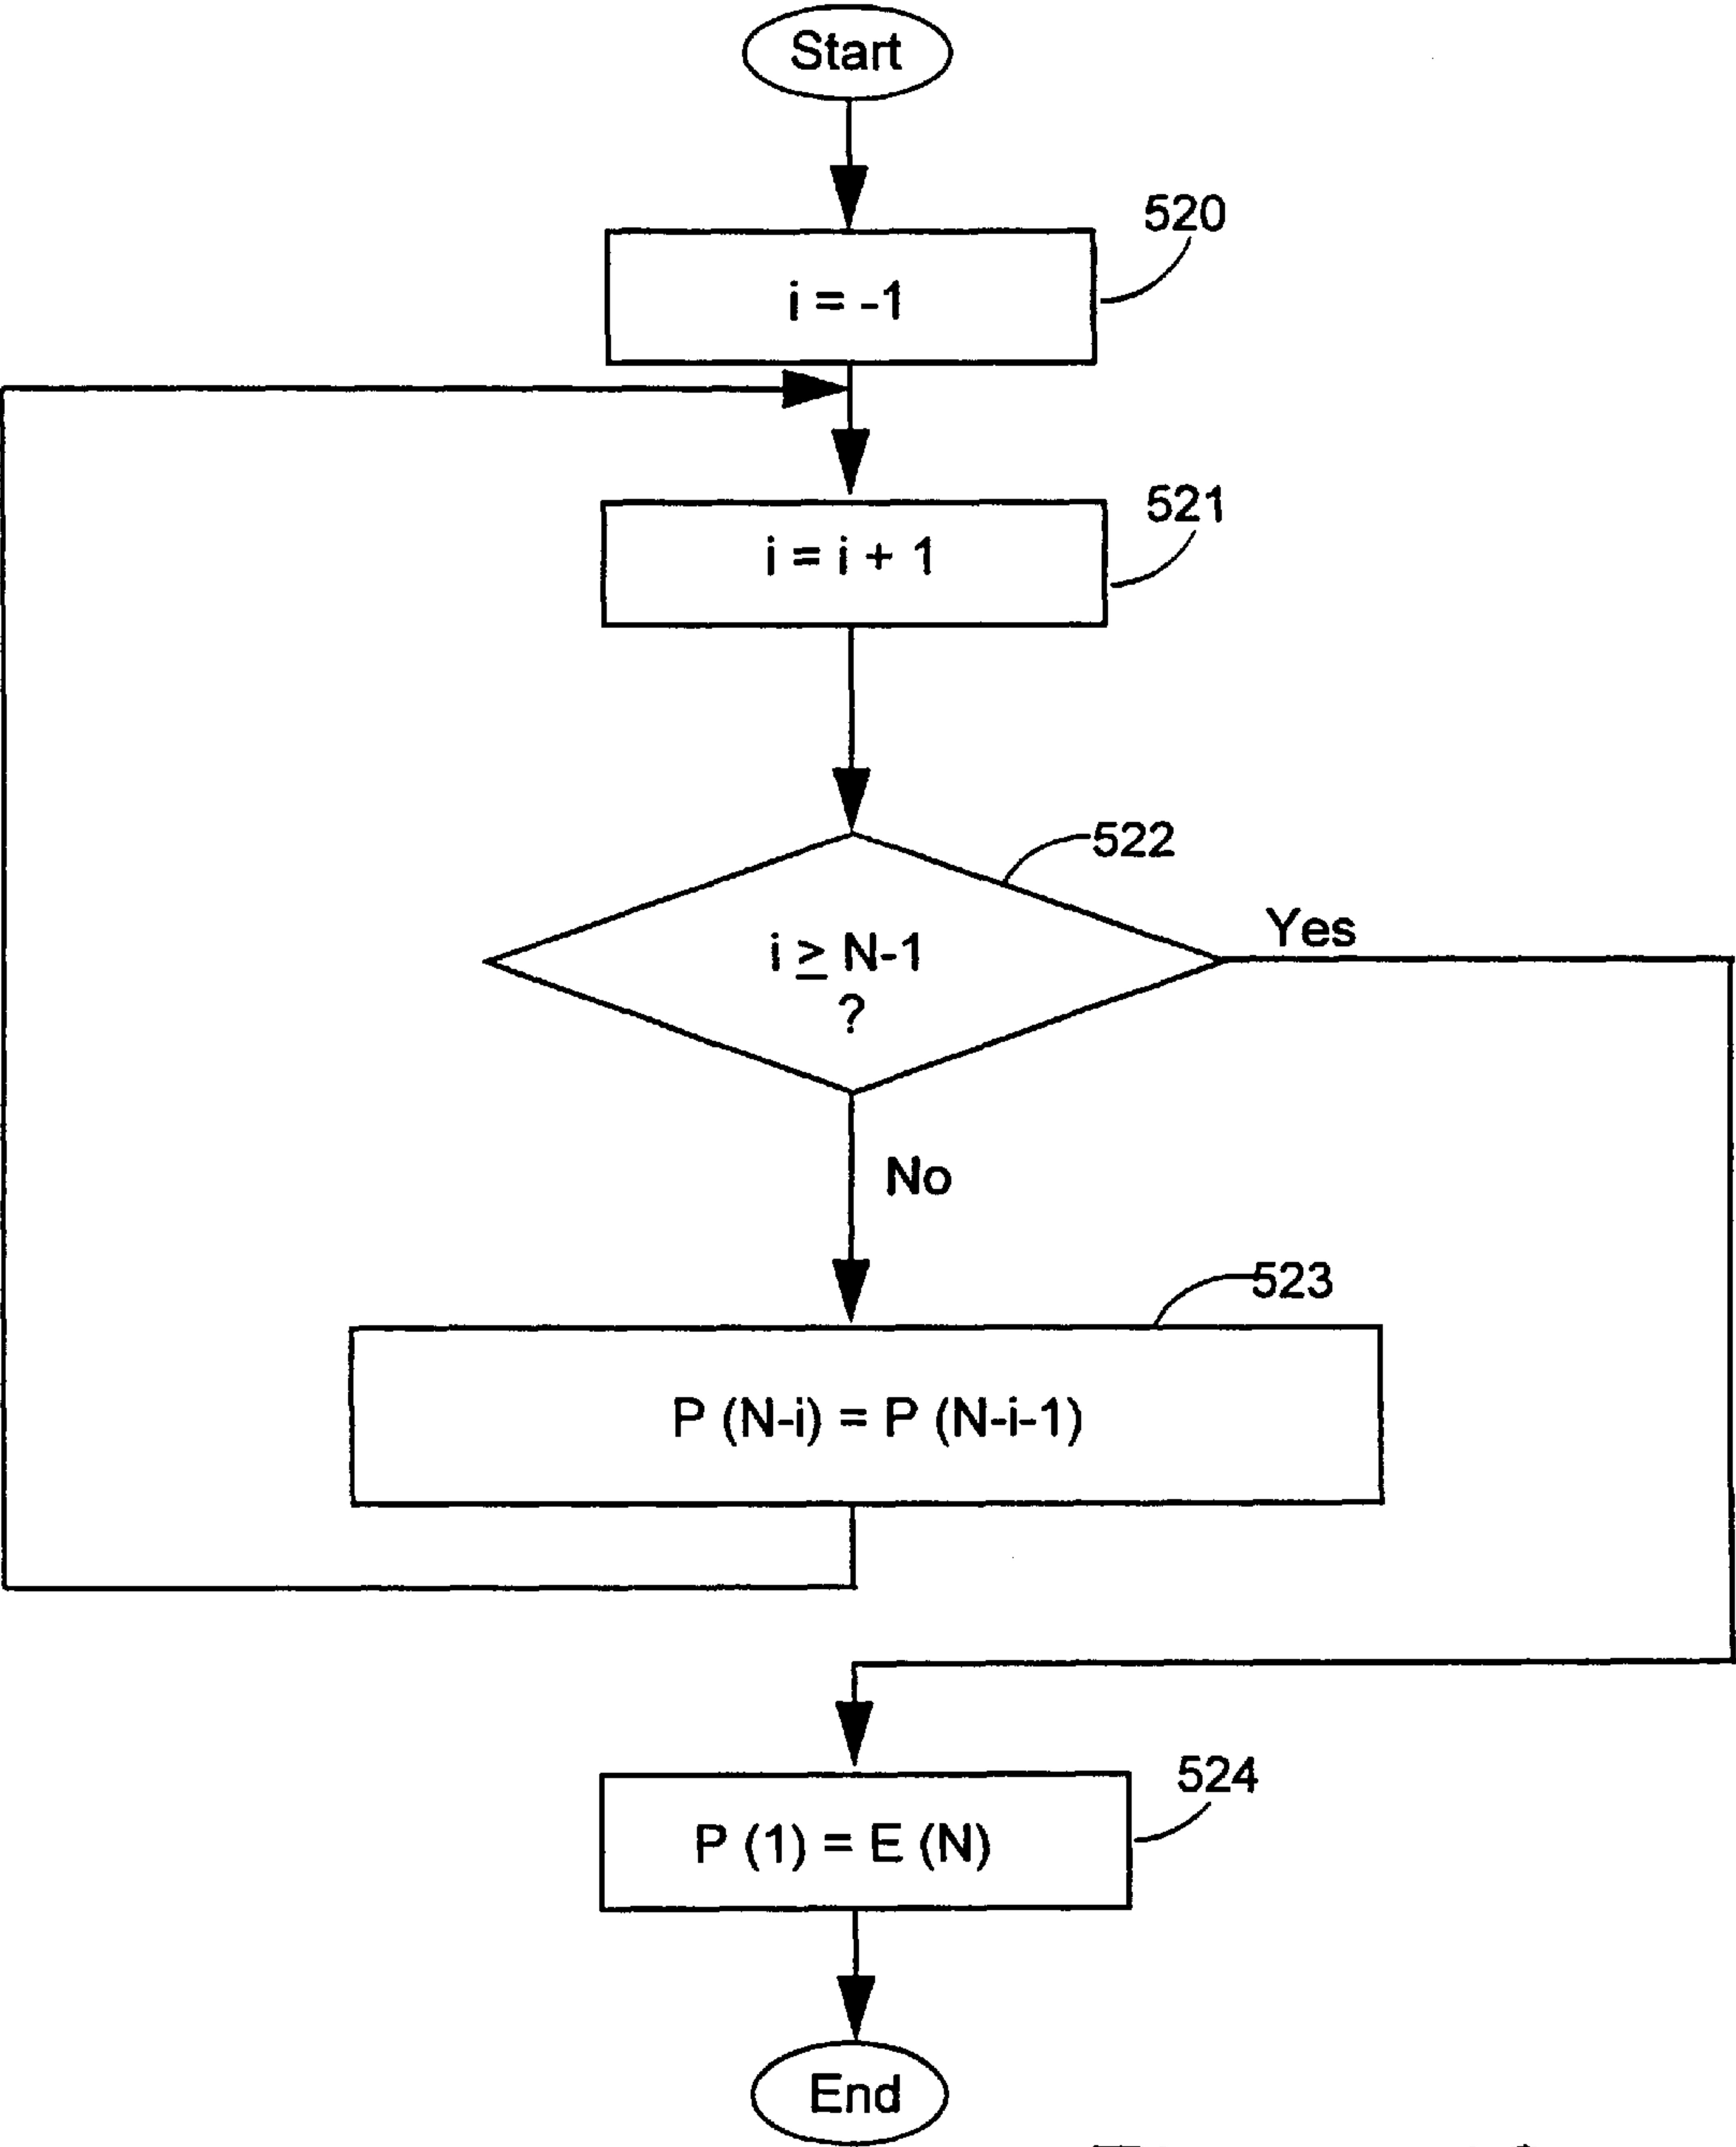 Start
520
i = -1
521
i = i + 1
522
i ≥ N-1
?
Yes
No
523
P (N-i) = P (N-i-1)
524
P (1) = E (N)
End